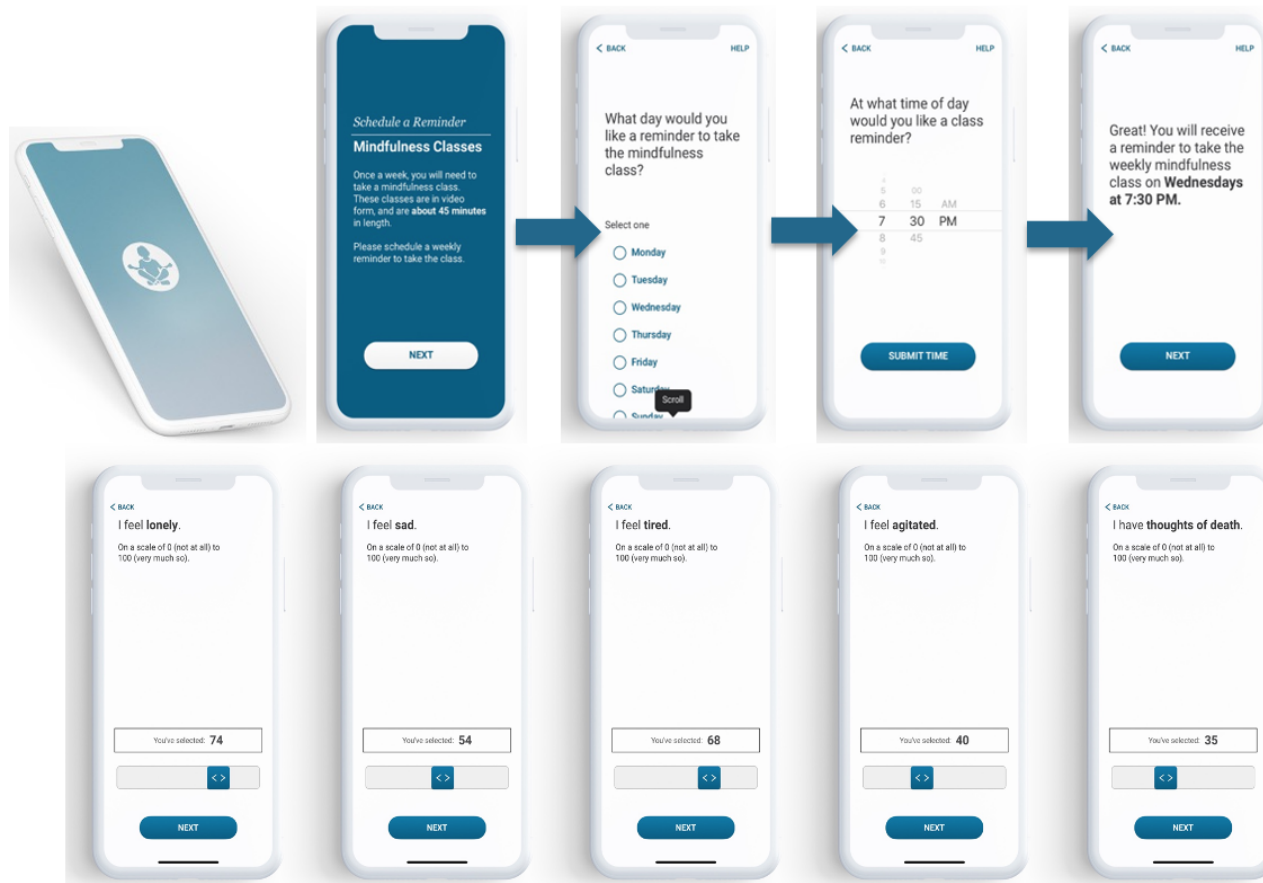 Schedule a Reminder
Mindfulness Classes
Once a week, you will need to
take a mindfulness class.
These classes are in video
form, and are about 45 minutes
in length.
Please schedule a weekly
reminder to take the class.
NEXT
< BACK HELP
What day would you
like a reminder to take
the mindfulness
class?
Select one
Monday
Tuesday
Wednesday
Thursday
Friday
Saturday
Scroll
Sunday
< BACK HELP
At what time of day
would you like a class
reminder?
5 00
6 15 AM
7 30 PM
8 45
9
SUBMIT TIME
< BACK HELP
Great! You will receive
a reminder to take the
weekly mindfulness
class on Wednesdays
at 7:30 PM.
NEXT
< BACK
I feel lonely.
On a scale of 0 (not at all) to
100 (very much so).
You've selected: 74
< >
NEXT
< BACK
I feel sad.
On a scale of 0 (not at all) to
100 (very much so).
You've selected: 54
< >
NEXT
< BACK
I feel tired.
On a scale of 0 (not at all) to
100 (very much so).
You've selected: 68
< >
NEXT
< BACK
I feel agitated.
On a scale of 0 (not at all) to
100 (very much so).
You've selected: 40
< >
NEXT
< BACK
I have thoughts of death.
On a scale of 0 (not at all) to
100 (very much so).
You've selected: 35
< >
NEXT